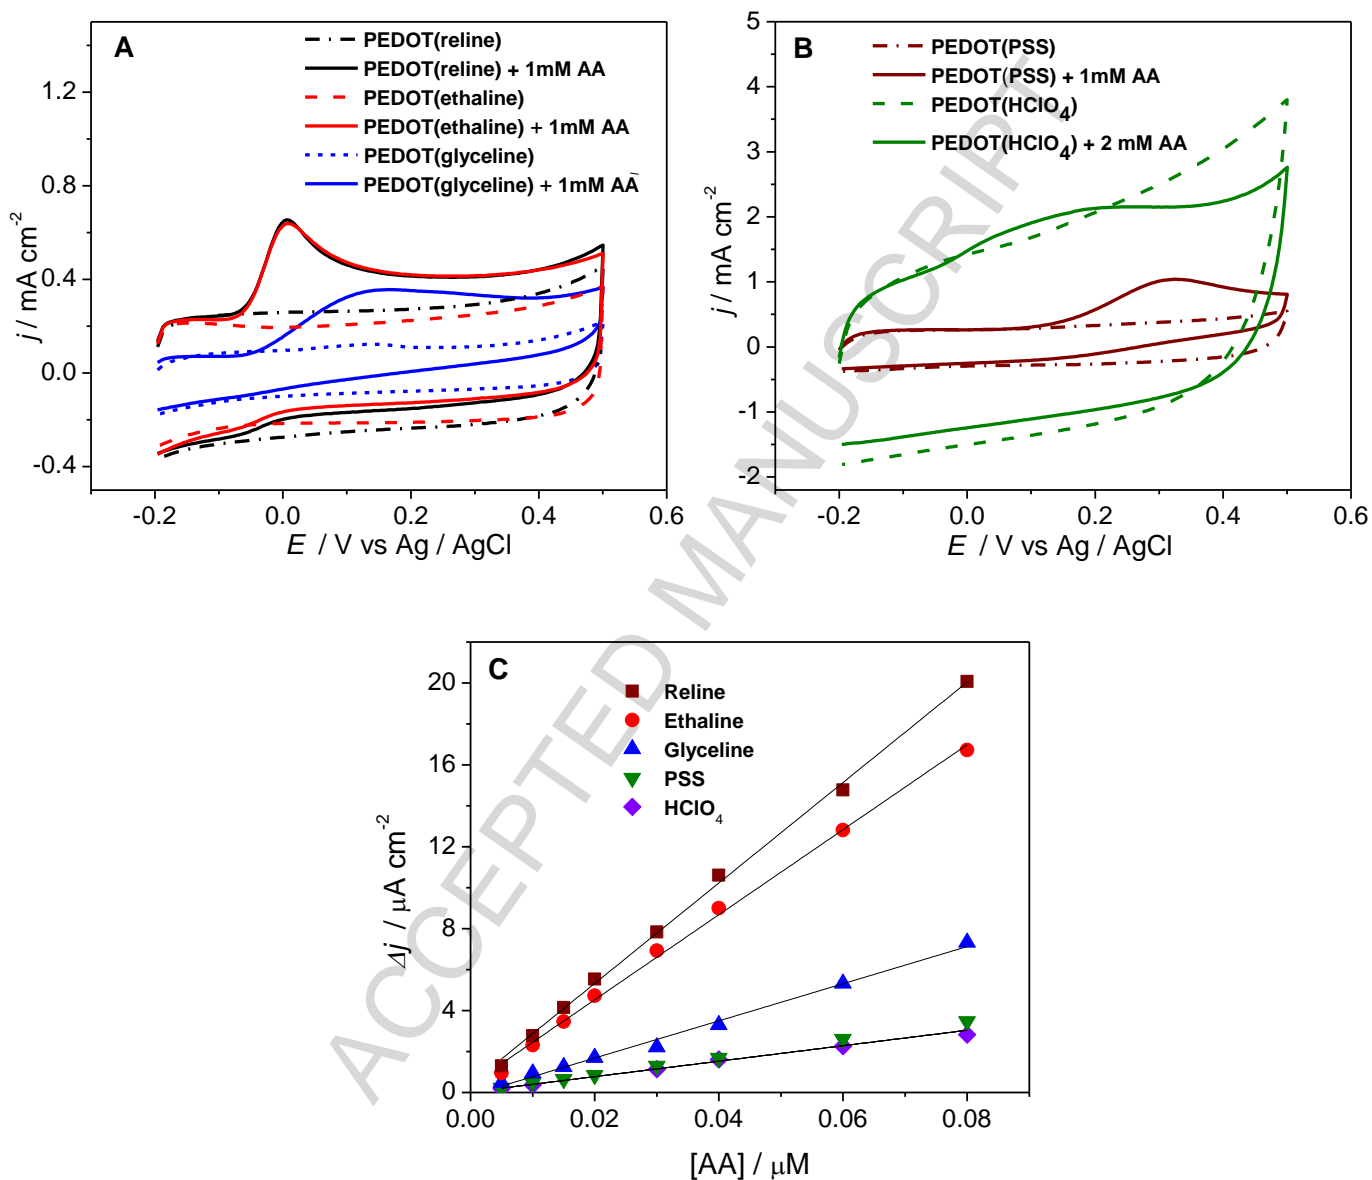 A
PEDOT(reline)
PEDOT(reline) + 1mM AA
PEDOT(ethaline)
PEDOT(ethaline) + 1mM AA
PEDOT(glyceline)
PEDOT(glyceline) + 1mM AA
1.2
0.8
0.4
0.0
-0.4
j / mA cm-2
-0.2
0.0
0.2
0.4
0.6
E / V vs Ag / AgCl
B
PEDOT(PSS)
PEDOT(PSS) + 1mM AA
PEDOT(HClO4)
PEDOT(HClO4) + 2 mM AA
5
4
3
2
1
0
-1
-2
j / mA cm-2
-0.2
0.0
0.2
0.4
0.6
E / V vs Ag / AgCl
C
Reline
Ethaline
Glyceline
PSS
HClO4
20
16
12
8
4
0
Δj / μA cm-2
0.00
0.02
0.04
0.06
0.08
[AA] / μM
ACCEPTED MANUSCRIPT